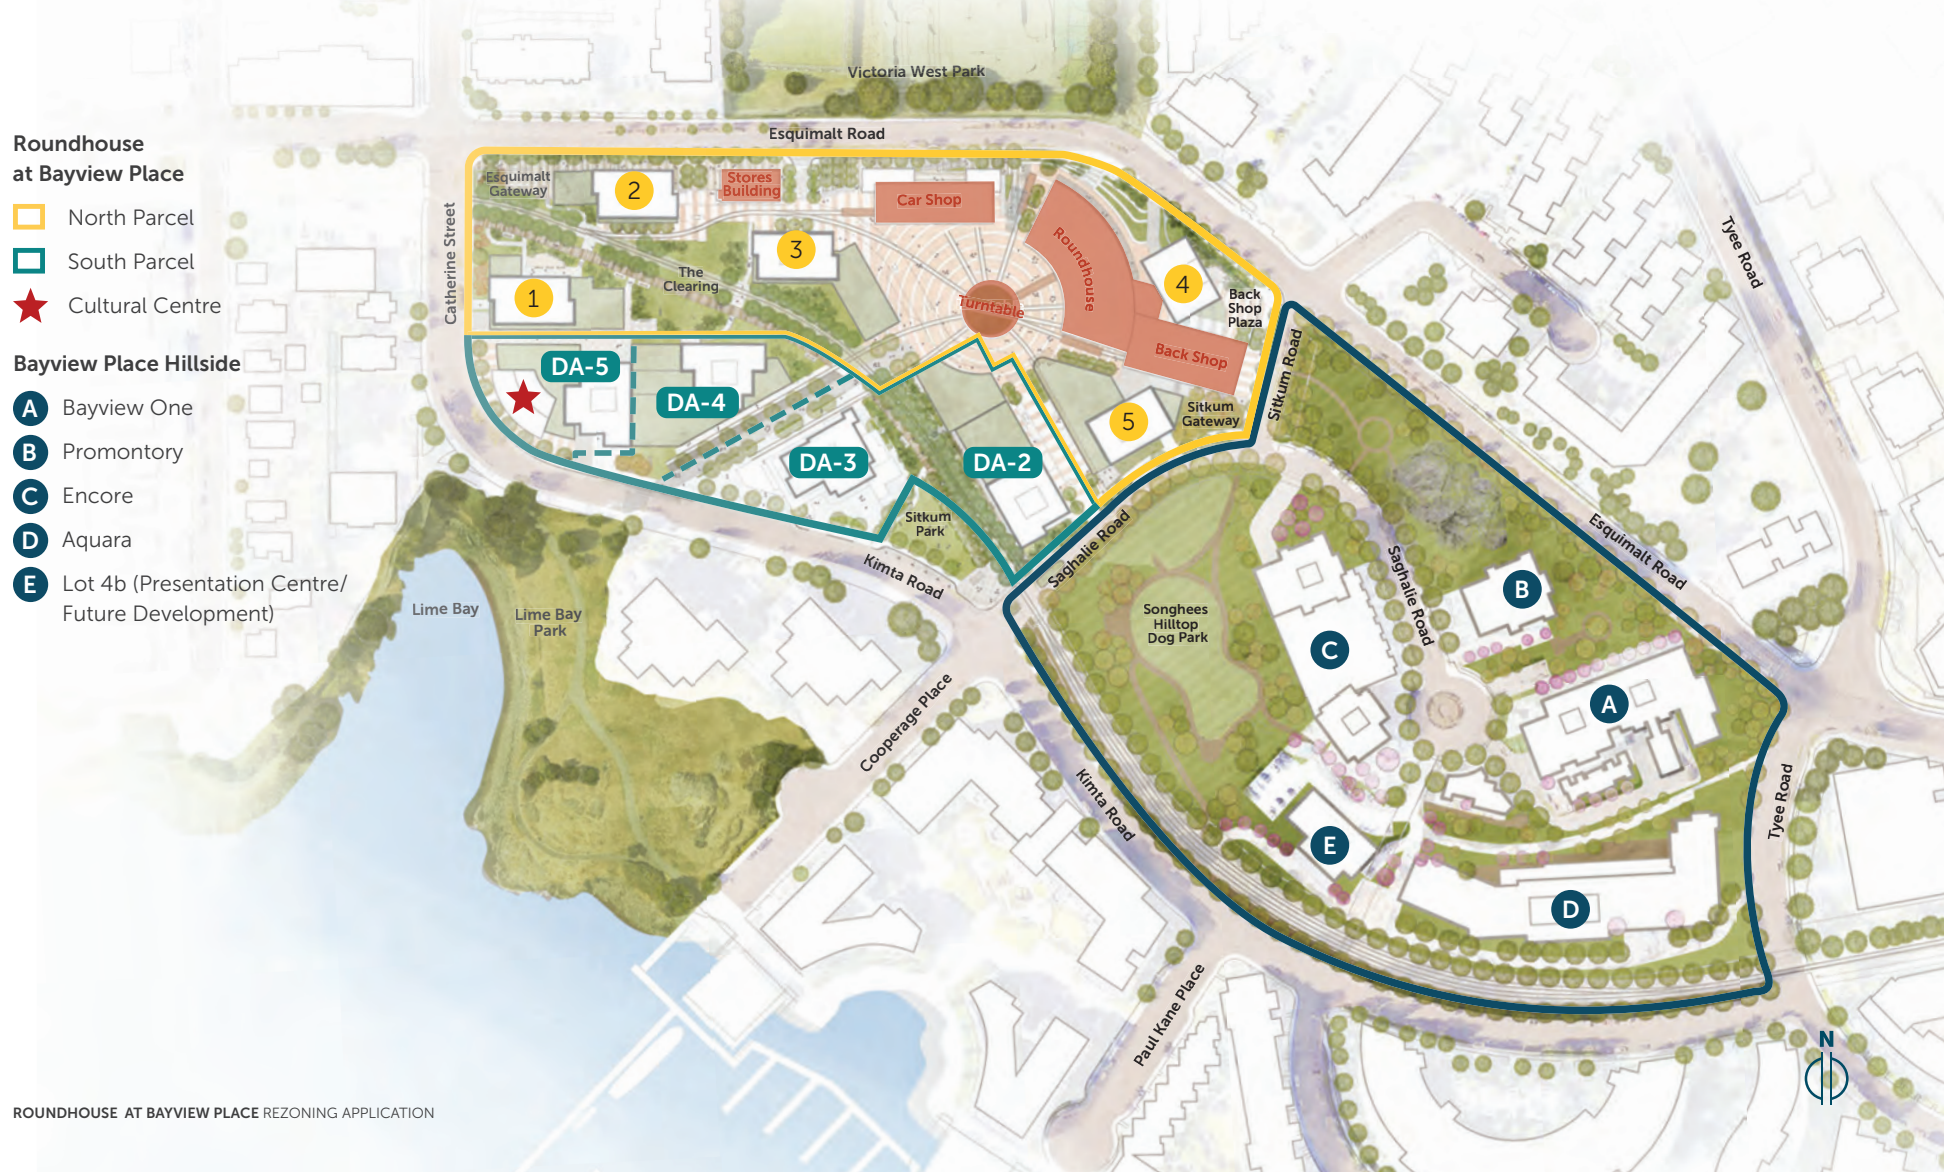 Roundhouse
at Bayview Place
North Parcel
South Parcel
Cultural Centre
Bayview Place Hillside
A Bayview One
B Promontory
C Encore
D Aquara
E Lot 4b (Presentation Centre/
Future Development)
Victoria West Park
Esquimalt Road
Esquimalt
Gateway
2
Stores
Building
Car Shop
Catherine Street
3
Roundhouse
The
Clearing
4
1
Turntable
Back
Shop
Plaza
Back Shop
Tyee Road
Sitkum Road
DA-5
DA-4
5
Sitkum
Gateway
DA-3
DA-2
Sitkum
Park
Saghalie Road
Kimta Road
Esquimalt Road
Saghalie Road
B
Lime Bay
Lime Bay
Park
Songhees
Hilltop
Dog Park
C
A
Cooperage Place
Kimta Road
Tyee Road
E
D
Paul Kane Place
N
ROUNDHOUSE AT BAYVIEW PLACE REZONING APPLICATION